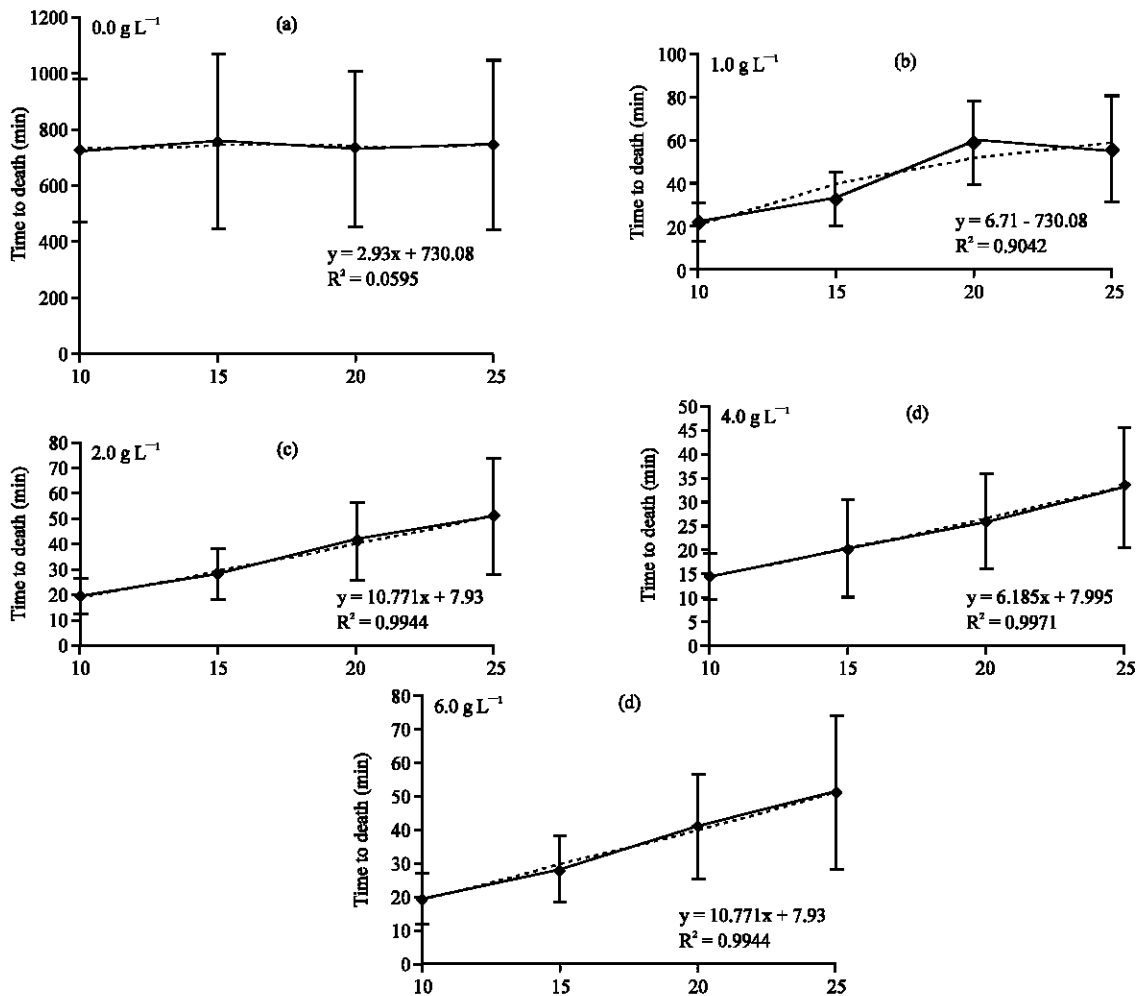 0.0 g L⁻¹
(a)
Time to death (min)
1200
1000
800
600
400
200
0
y = 2.93x + 730.08
R² = 0.0595
10 15 20 25
1.0 g L⁻¹
(b)
Time to death (min)
100
80
60
40
20
0
y = 6.71 - 730.08
R² = 0.9042
10 15 20 25
2.0 g L⁻¹
(c)
Time to death (min)
80
70
60
50
40
30
20
10
0
y = 10.771x + 7.93
R² = 0.9944
10 15 20 25
4.0 g L⁻¹
(d)
Time to death (min)
50
45
40
35
30
25
20
15
10
5
0
y = 6.185x + 7.995
R² = 0.9971
10 15 20 25
6.0 g L⁻¹
(d)
Time to death (min)
80
70
60
50
40
30
20
10
0
y = 10.771x + 7.93
R² = 0.9944
10 15 20 25